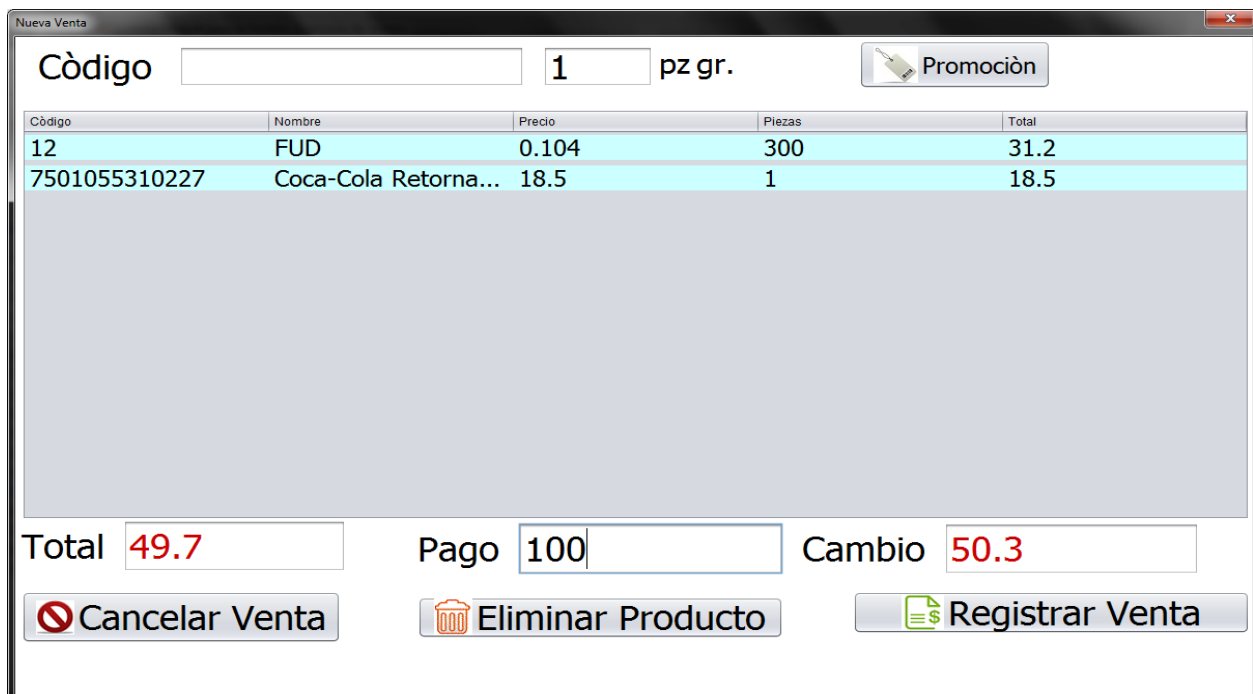 Nueva Venta
Còdigo 1 pz gr. Promociòn
Còdigo Nombre Precio Piezas Total
12 FUD 0.104 300 31.2
7501055310227 Coca-Cola Retorna... 18.5 1 18.5
Total 49.7 Pago 100 Cambio 50.3
Cancelar Venta Eliminar Producto Registrar Venta